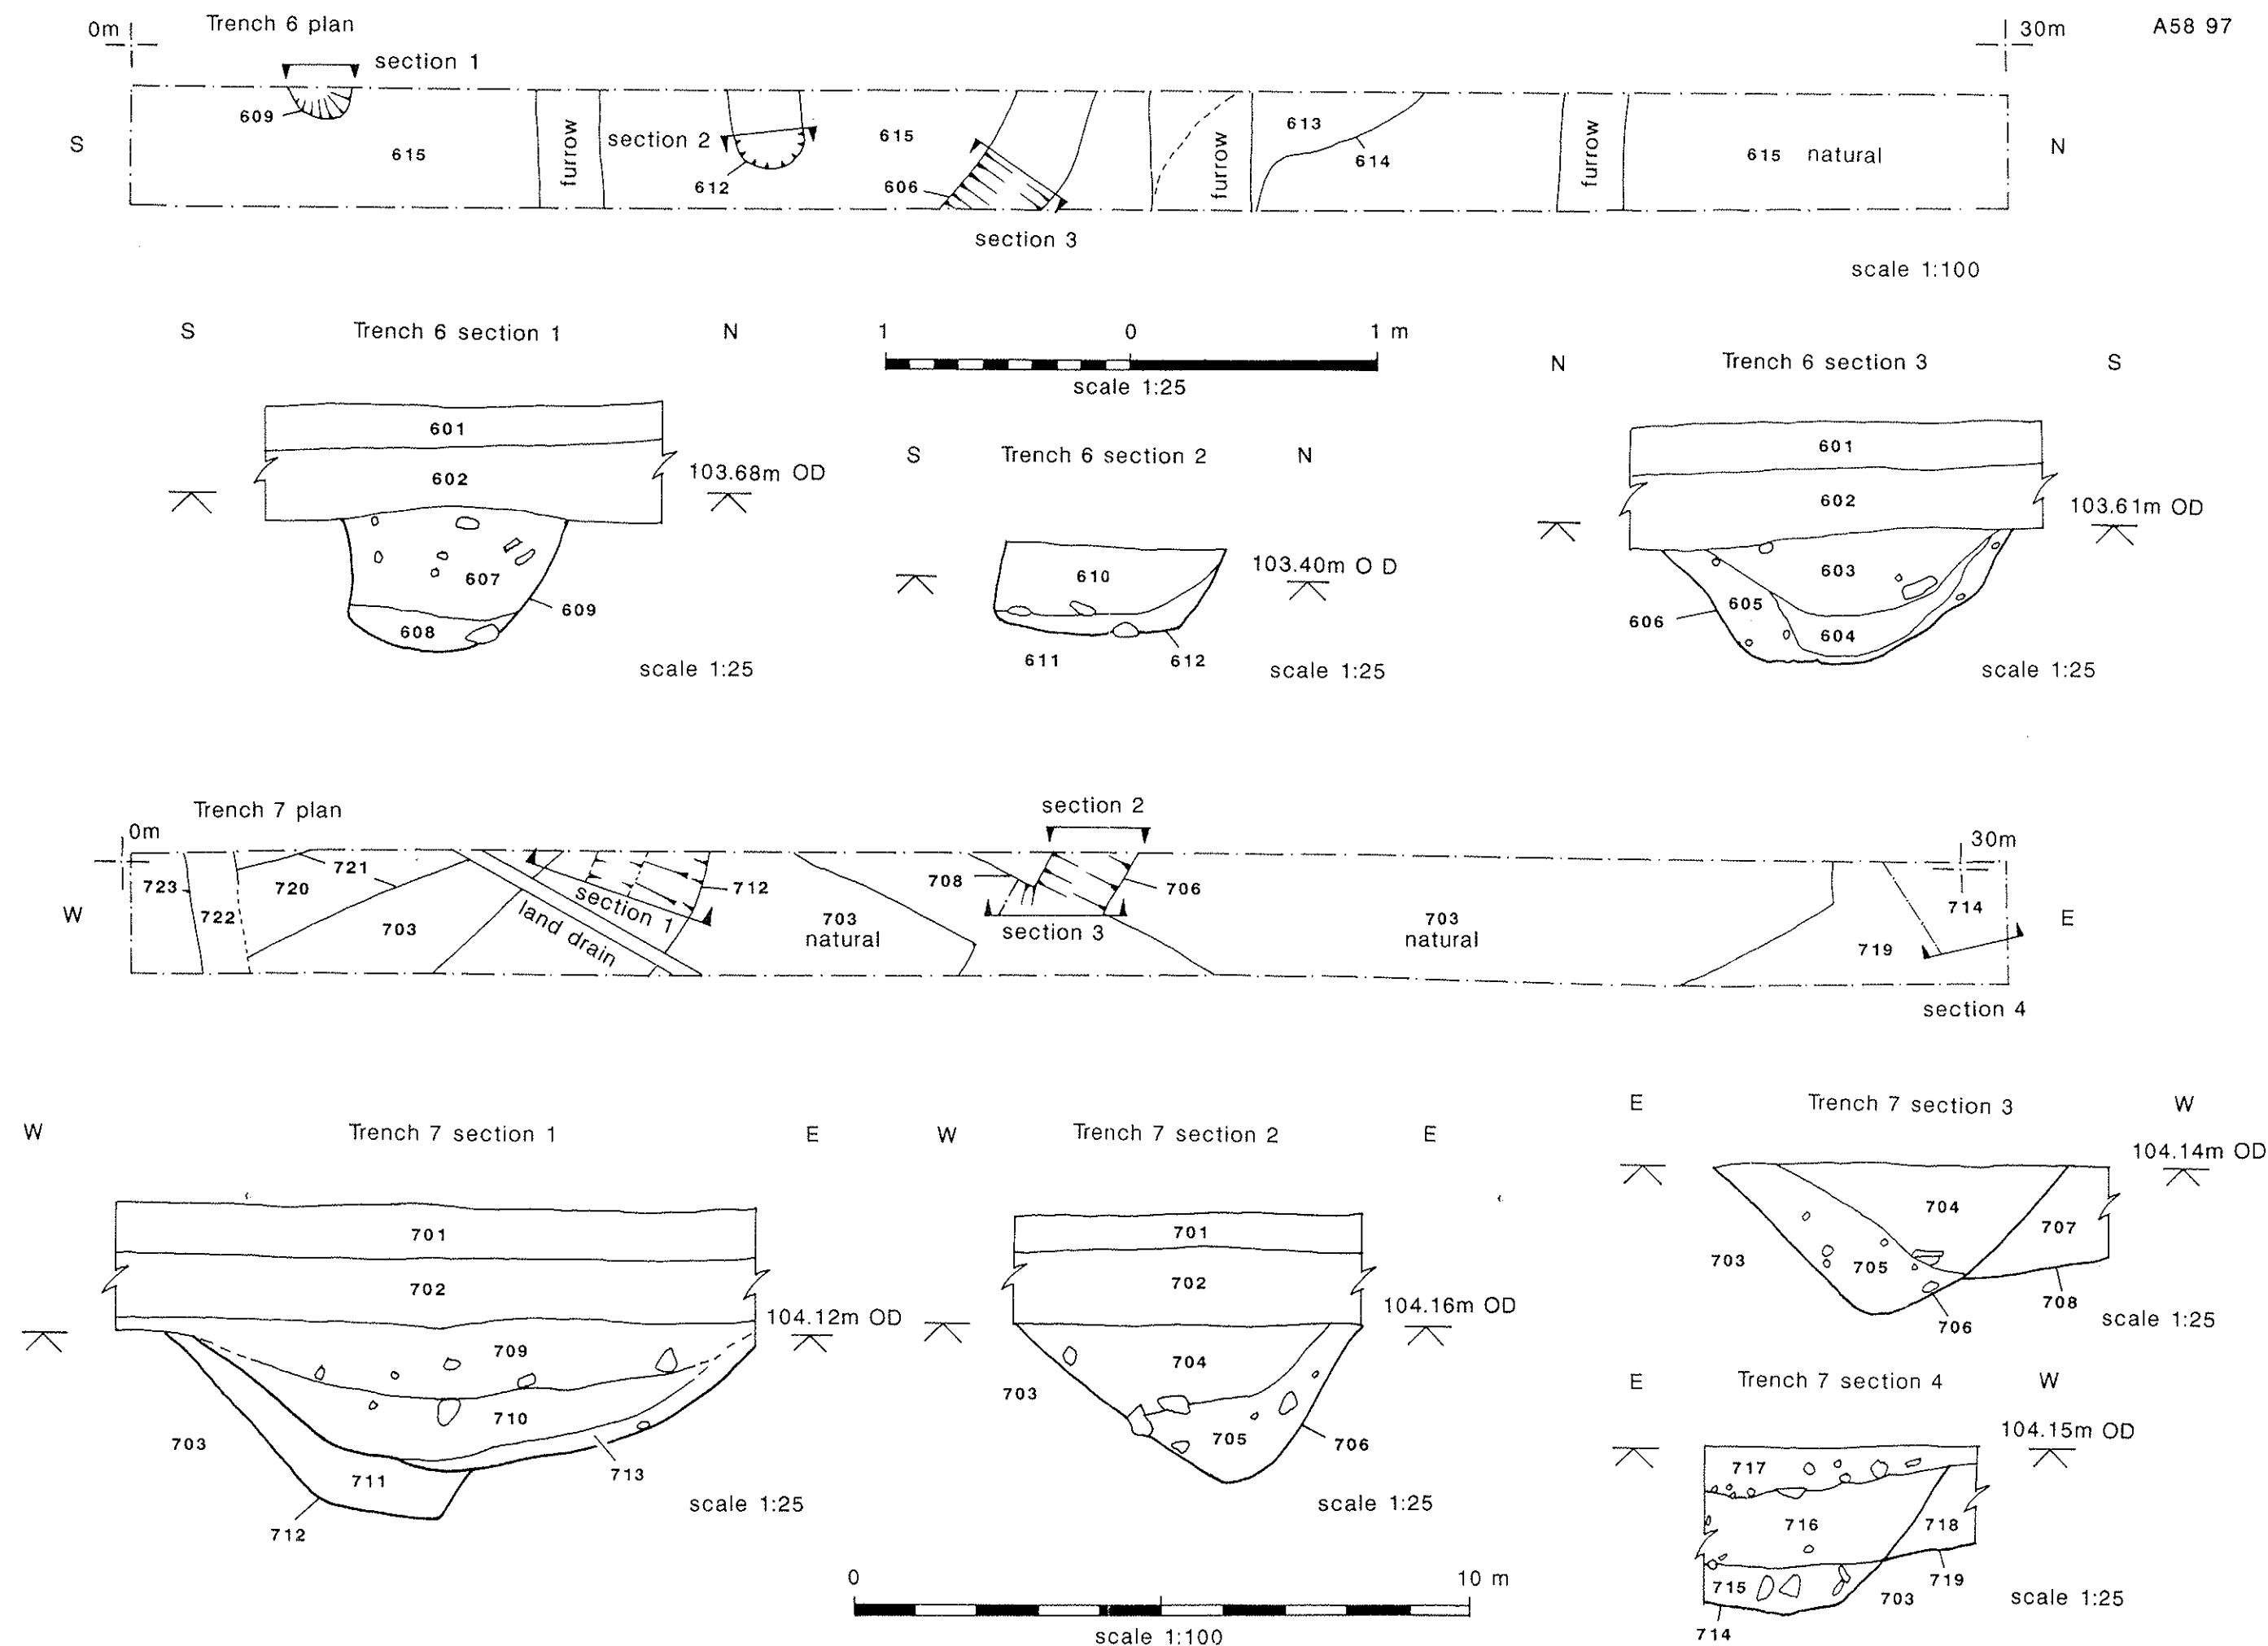 0m Trench 6 plan 30m A58 97
section 1
609
S 615 furrow section 2 612 615 606 furrow 613 614 furrow 615 natural N
section 3
scale 1:100
S Trench 6 section 1 N
601
602
103.68m OD
607
609
608
scale 1:25
1 0 1 m
scale 1:25
S Trench 6 section 2 N
103.40m O D
610
611 612
scale 1:25
N Trench 6 section 3 S
601
602
103.61m OD
603
605
606
604
scale 1:25
Trench 7 plan
0m 30m
section 2
723 722 721 720 703 land drain section 1 712 703 natural 708 706 section 3 703 natural 719 714
W E
section 4
W Trench 7 section 1 E
701
702
104.12m OD
709
710
703
711
713
712
scale 1:25
W Trench 7 section 2 E
701
702
104.16m OD
704
703
705
706
scale 1:25
E Trench 7 section 3 W
104.14m OD
704
707
703
705
708
706
scale 1:25
E Trench 7 section 4 W
104.15m OD
717
716
718
715
719
703
714
scale 1:25
0 10 m
scale 1:100